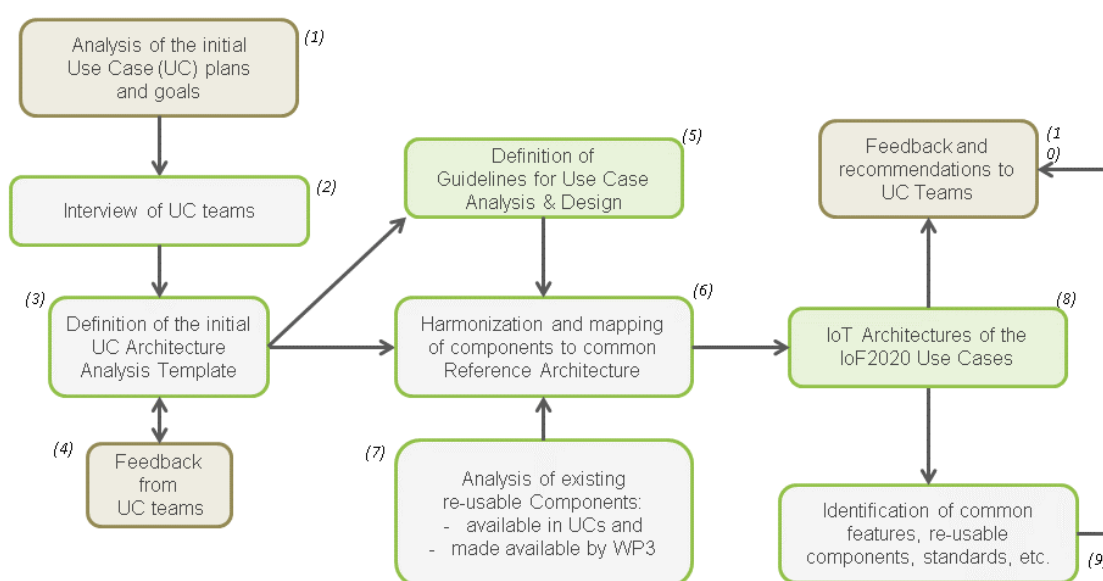 Analysis of the initial
Use Case (UC) plans
and goals
(1)
Interview of UC teams
(2)
(3)
Definition of the initial
UC Architecture
Analysis Template
(4)
Feedback
from
UC teams
(5)
Definition of
Guidelines for Use Case
Analysis & Design
(6)
Harmonization and mapping
of components to common
Reference Architecture
(7)
Analysis of existing
re-usable Components:
- available in UCs and
- made available by WP3
(8)
IoT Architectures of the
IoF2020 Use Cases
Identification of common
features, re-usable
components, standards, etc.
(9)
Feedback and
recommendations to
UC Teams
(1
0)